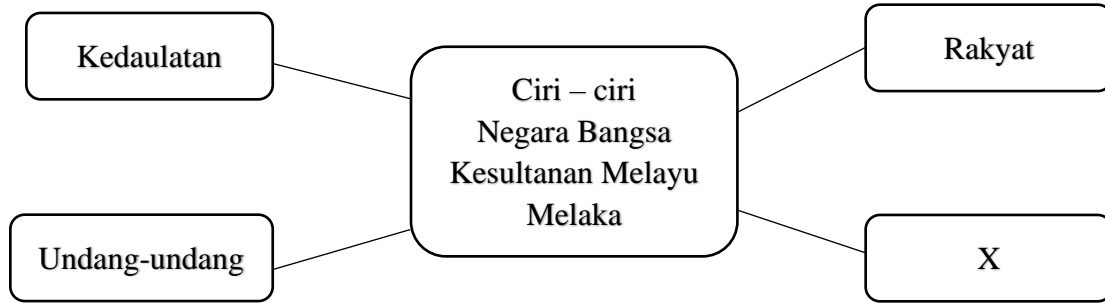 Kedaulatan
Rakyat
Ciri – ciri
Negara Bangsa
Kesultanan Melayu
Melaka
Undang-undang
X